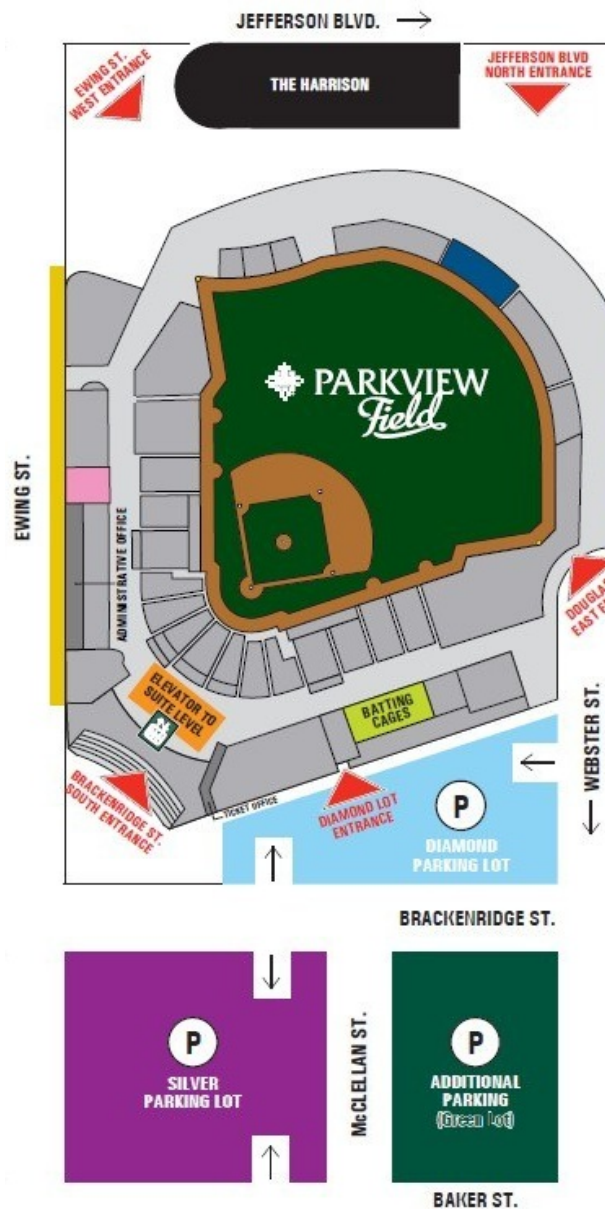 JEFFERSON BLVD.
EWING ST.
WEST ENTRANCE
THE HARRISON
JEFFERSON BLVD
NORTH ENTRANCE
PARKVIEW
Field
EWING ST.
ADMINISTRATIVE OFFICE
DOUGLAS
EAST
ELEVATOR TO
SUITE LEVEL
BATTING
CAGES
WEBSTER ST.
BRACKENRIDGE ST.
SOUTH ENTRANCE
TICKET OFFICE
DIAMOND LOT
ENTRANCE
P
DIAMOND
PARKING LOT
BRACKENRIDGE ST.
P
SILVER
PARKING LOT
McCLELLAN ST.
P
ADDITIONAL
PARKING
(Green Lot)
BAKER ST.